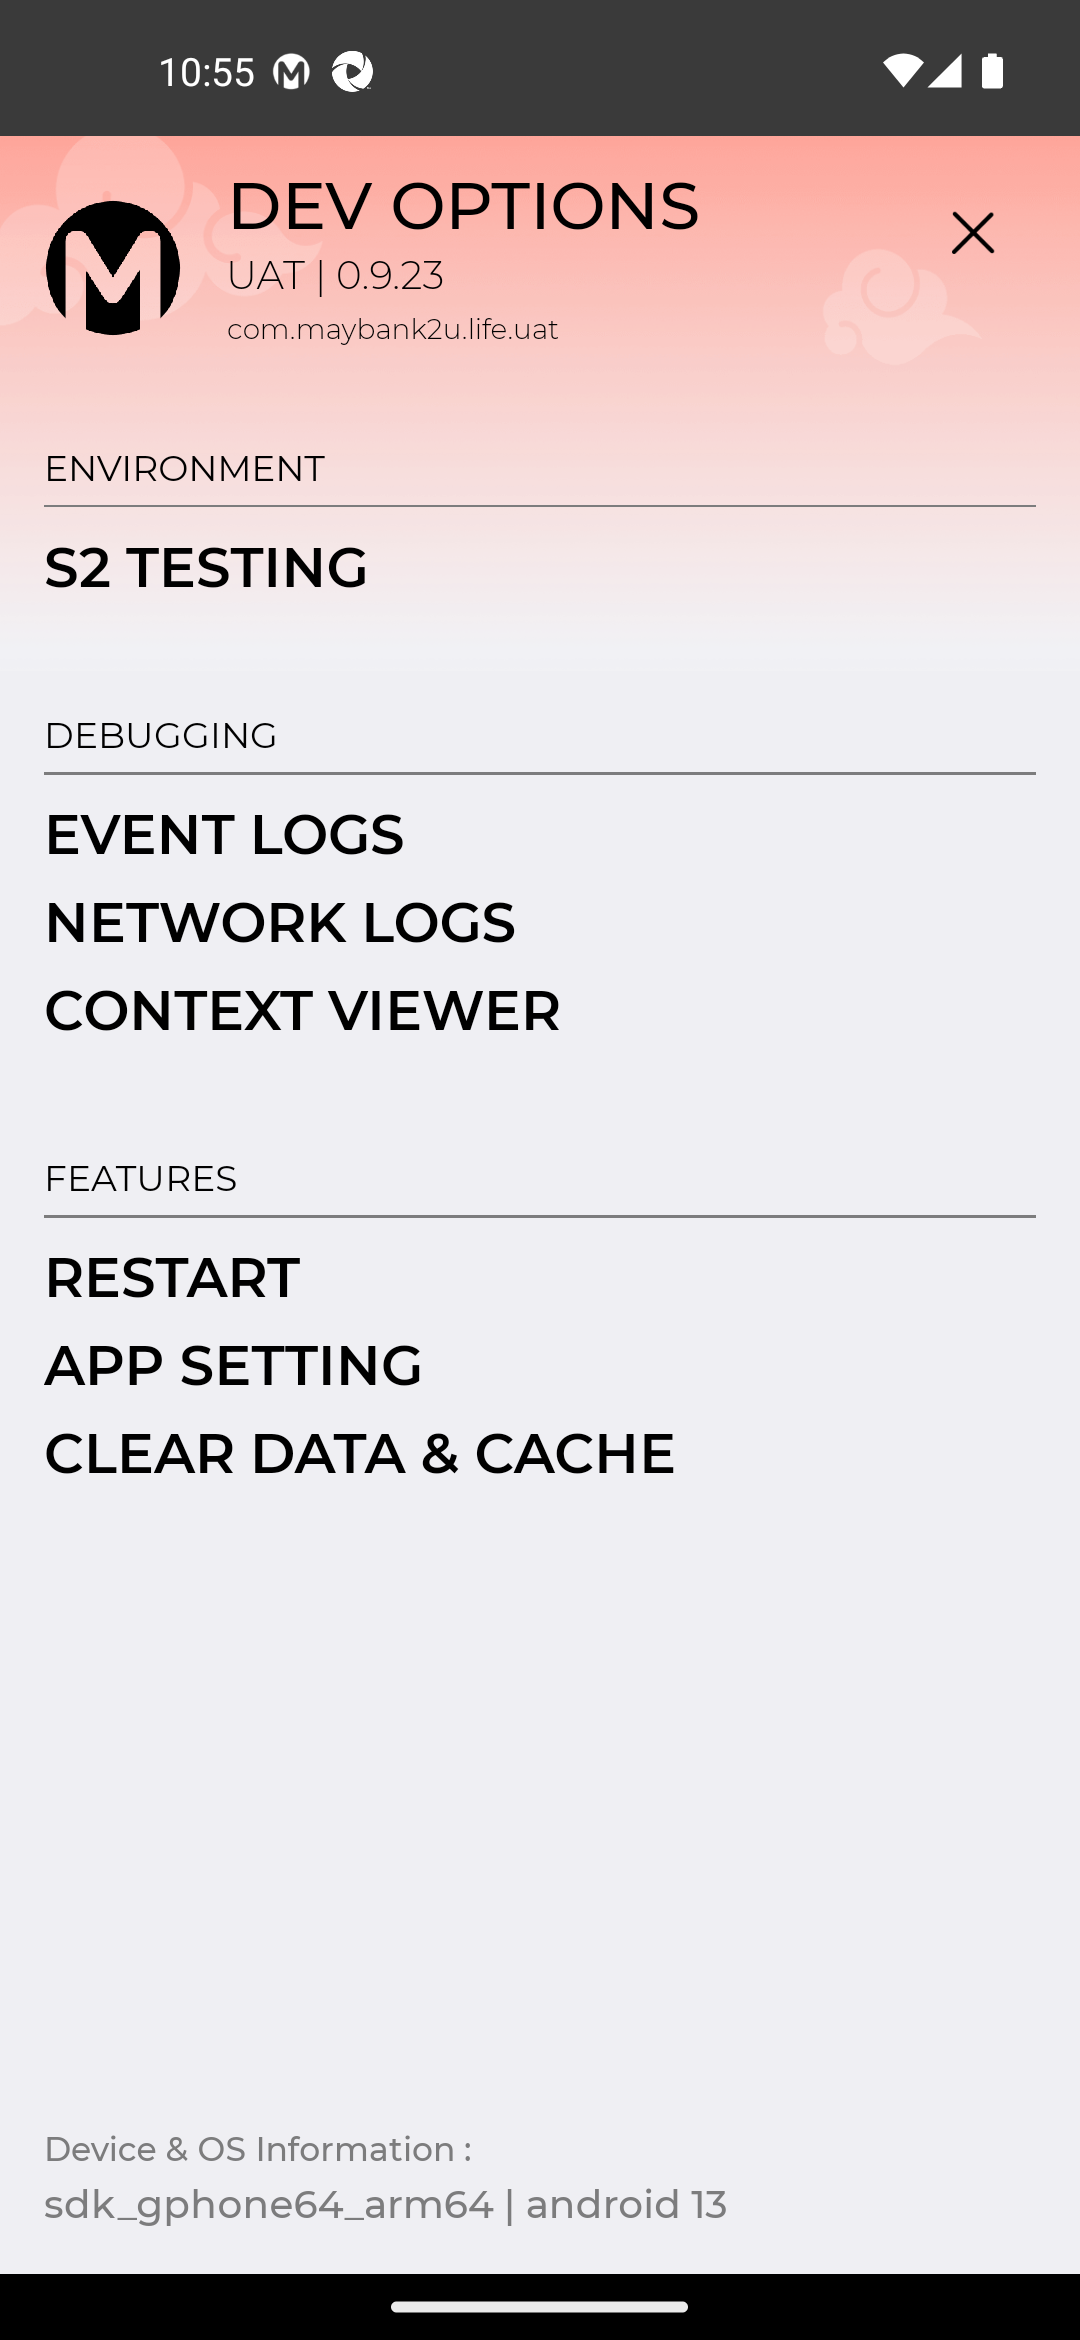 10:55
DEV OPTIONS
UAT | 0.9.23
com.maybank2u.life.uat
ENVIRONMENT
S2 TESTING
DEBUGGING
EVENT LOGS
NETWORK LOGS
CONTEXT VIEWER
FEATURES
RESTART
APP SETTING
CLEAR DATA & CACHE
Device & OS Information :
sdk_gphone64_arm64 | android 13